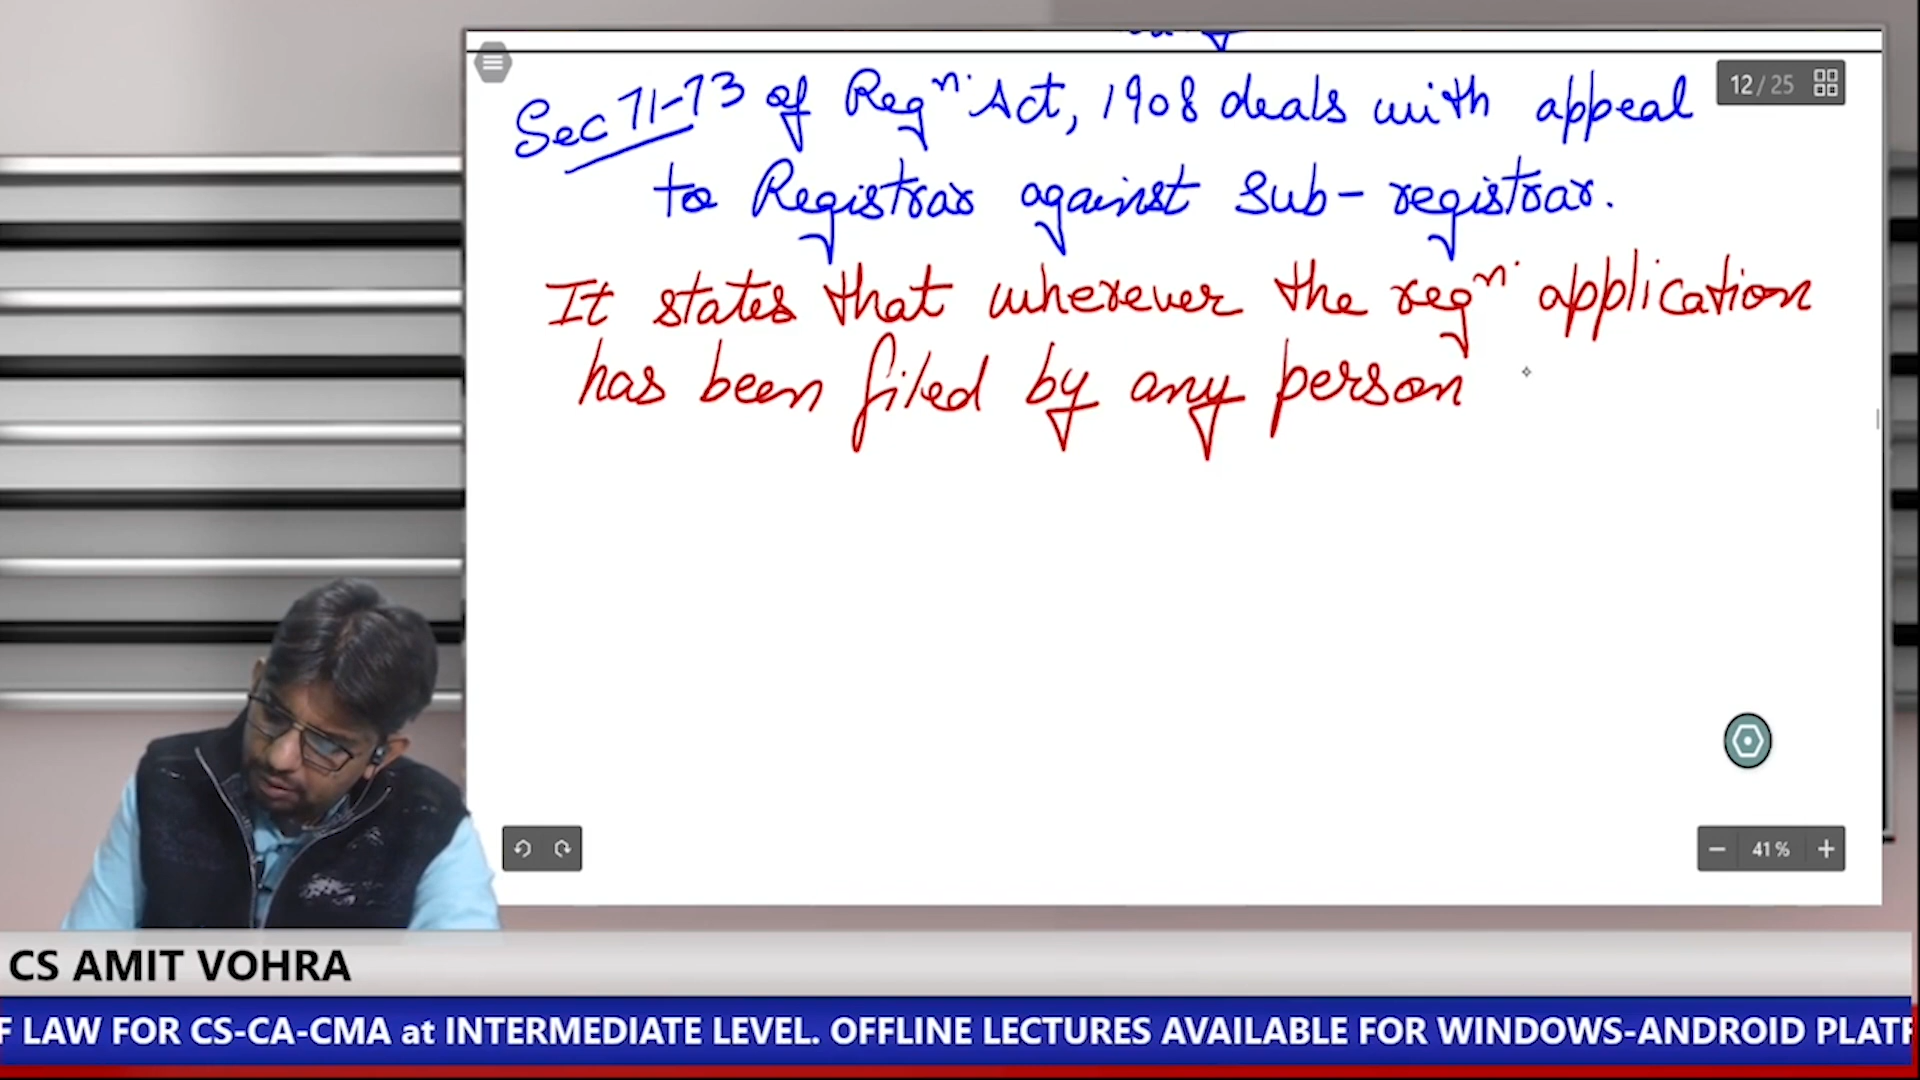 12 / 25
Sec 71-73 of Regⁿ. Act, 1908 deals with appeal
to Registrar against Sub-registrar.
It states that wherever the regⁿ. application
has been filed by any person
41%
CS AMIT VOHRA
F LAW FOR CS-CA-CMA at INTERMEDIATE LEVEL. OFFLINE LECTURES AVAILABLE FOR WINDOWS-ANDROID PLATF